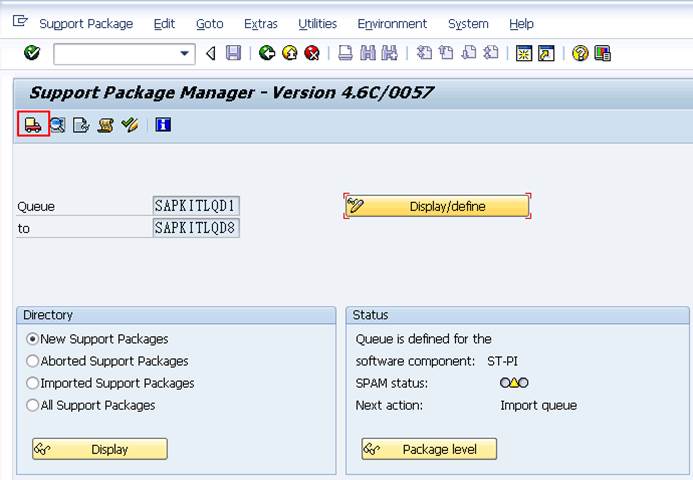 Support Package Edit Goto Extras Utilities Environment System Help
Support Package Manager - Version 4.6C/0057
Queue SAPKITLQD1 Display/define
to SAPKITLQD8
Directory
New Support Packages
Aborted Support Packages
Imported Support Packages
All Support Packages
Display
Status
Queue is defined for the
software component: ST-PI
SPAM status:
Next action: Import queue
Package level